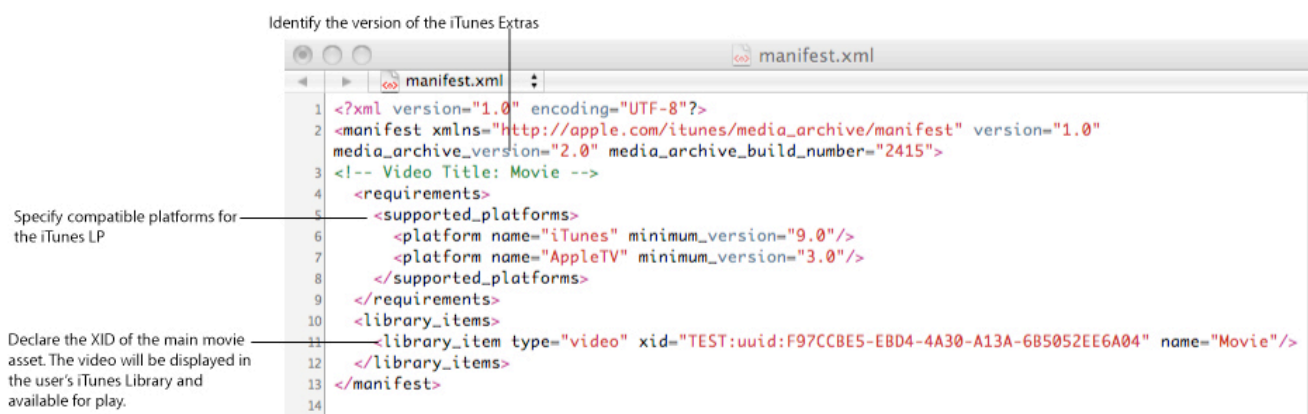 Identify the version of the iTunes Extras
manifest.xml
manifest.xml
1 <?xml version="1.0" encoding="UTF-8"?>
2 <manifest xmlns="http://apple.com/itunes/media_archive/manifest" version="1.0"
media_archive_version="2.0" media_archive_build_number="2415">
3 <!-- Video Title: Movie -->
4 <requirements>
Specify compatible platforms for
the iTunes LP
5 <supported_platforms>
6 <platform name="iTunes" minimum_version="9.0"/>
7 <platform name="AppleTV" minimum_version="3.0"/>
8 </supported_platforms>
9 </requirements>
10 <library_items>
Declare the XID of the main movie
asset. The video will be displayed in
the user's iTunes Library and
available for play.
11 <library_item type="video" xid="TEST:uuid:F97CCBE5-EBD4-4A30-A13A-6B5052EE6A04" name="Movie"/>
12 </library_items>
13 </manifest>
14